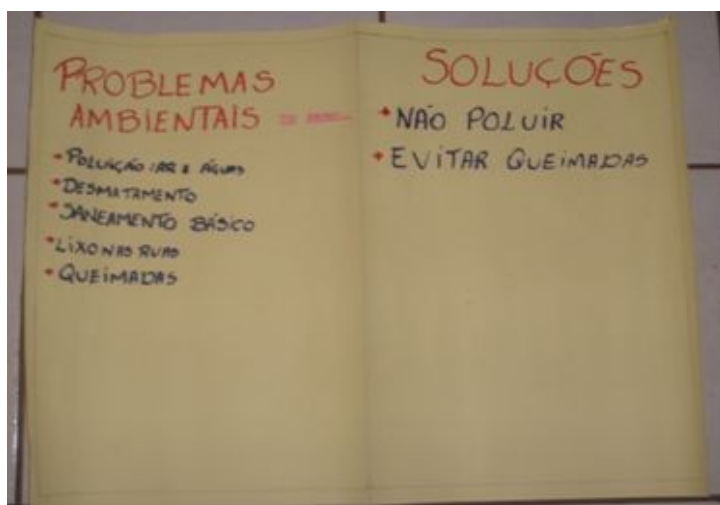 PROBLEMAS
AMBIENTAIS
• POLUIÇÃO: AR E ÁGUAS
• DESMATAMENTO
• SANEAMENTO BÁSICO
• LIXO NAS RUAS
• QUEIMADAS
SOLUÇÕES
• NÃO POLUIR
• EVITAR QUEIMADAS